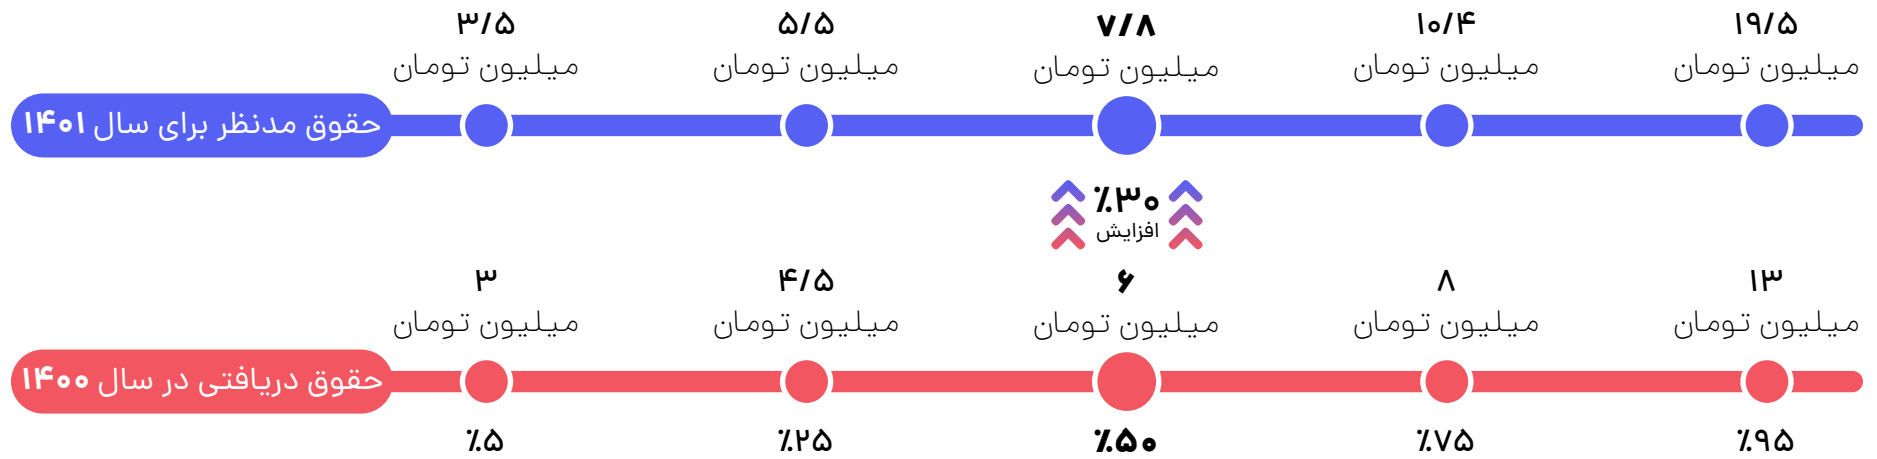 ۳/۵
میلیون تومان
۵/۵
میلیون تومان
۷/۸
میلیون تومان
۱۰/۴
میلیون تومان
۱۹/۵
میلیون تومان
حقوق مدنظر برای سال ۱۴۰۱
٪۳۰
افزایش
۳
میلیون تومان
۴/۵
میلیون تومان
۶
میلیون تومان
۸
میلیون تومان
۱۳
میلیون تومان
حقوق دریافتی در سال ۱۴۰۰
٪۵
٪۲۵
٪۵۰
٪۷۵
٪۹۵